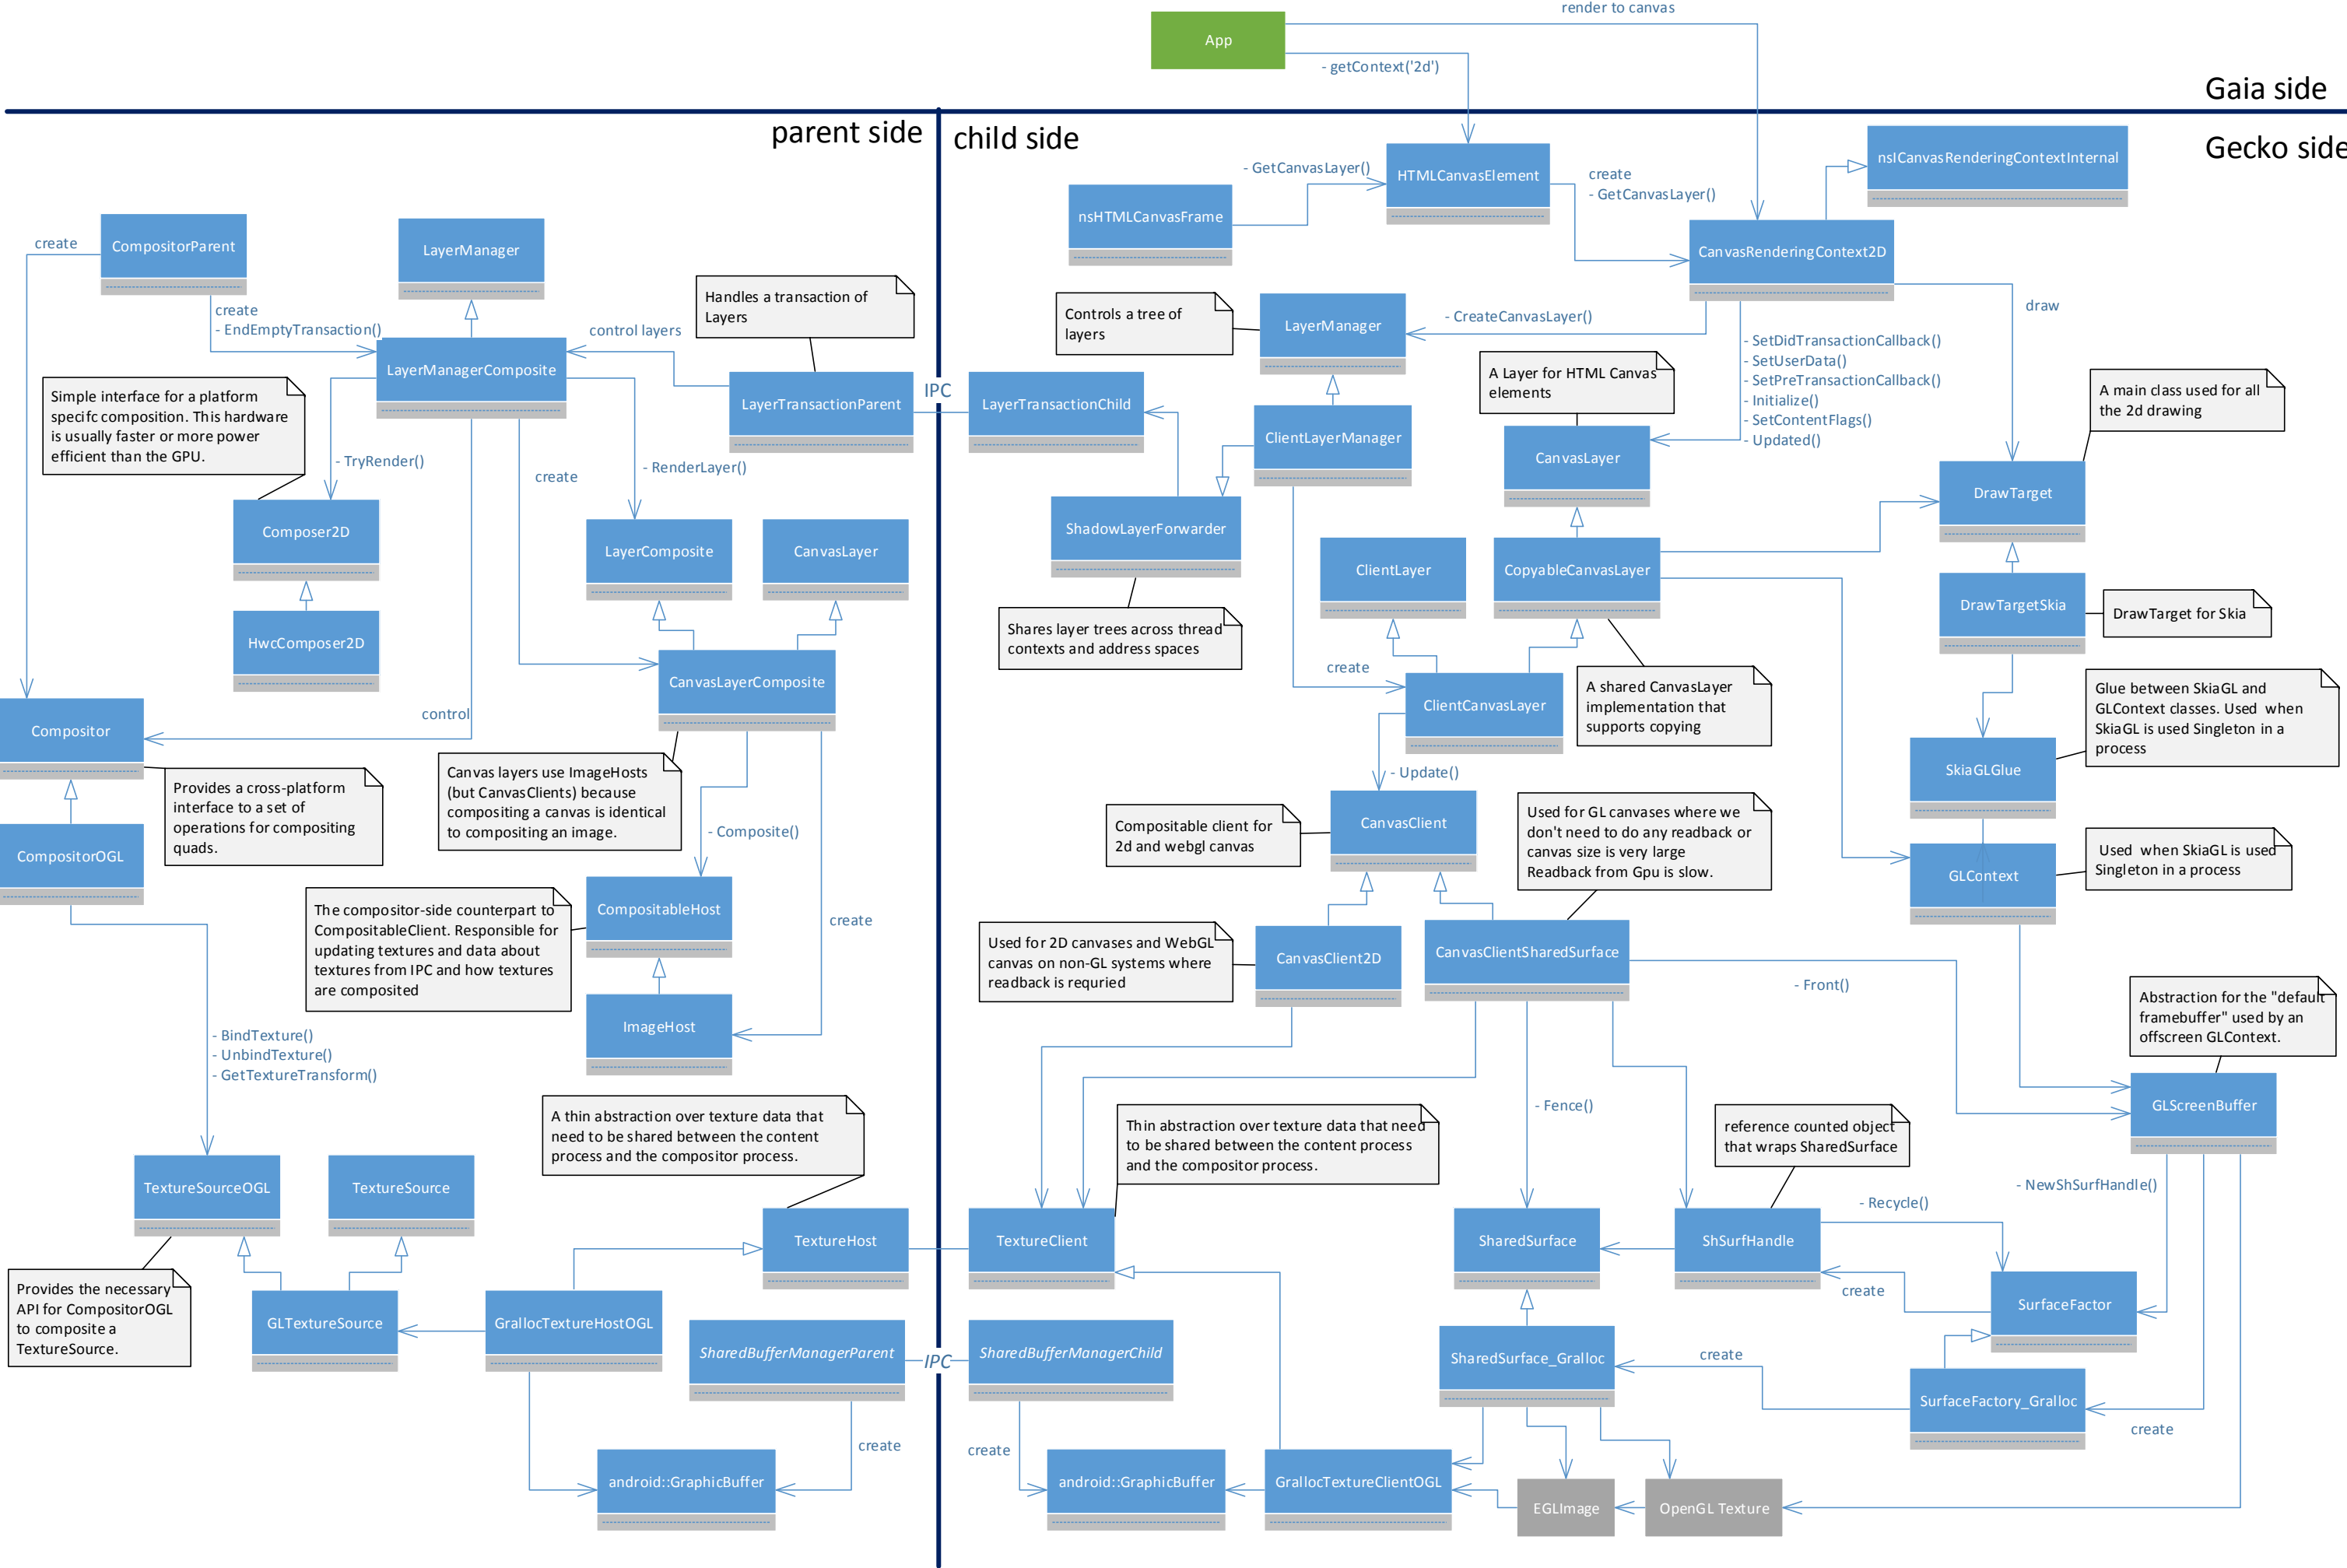 render to canvas
App
- getContext('2d')
Gaia side
parent side
child side
Gecko side
nsICanvasRenderingContextInternal
- GetCanvasLayer()
HTMLCanvasElement
create
- GetCanvasLayer()
nsHTMLCanvasFrame
CanvasRenderingContext2D
CompositorParent
create
LayerManager
create
- EndEmptyTransaction()
Handles a transaction of
Layers
control layers
Controls a tree of
layers
LayerManager
- CreateCanvasLayer()
draw
- SetDidTransactionCallback()
- SetUserData()
- SetPreTransactionCallback()
- Initialize()
- SetContentFlags()
- Updated()
LayerManagerComposite
A Layer for HTML Canvas
elements
A main class used for all
the 2d drawing
Simple interface for a platform
specifc composition. This hardware
is usually faster or more power
efficient than the GPU.
LayerTransactionParent
IPC
LayerTransactionChild
ClientLayerManager
CanvasLayer
- TryRender()
create
- RenderLayer()
DrawTarget
Composer2D
LayerComposite
CanvasLayer
ShadowLayerForwarder
ClientLayer
CopyableCanvasLayer
DrawTargetSkia
DrawTarget for Skia
HwcComposer2D
Shares layer trees across thread
contexts and address spaces
create
CanvasLayerComposite
ClientCanvasLayer
A shared CanvasLayer
implementation that
supports copying
Glue between SkiaGL and
GLContext classes. Used  when
SkiaGL is used Singleton in a
process
Compositor
control
SkiaGLGlue
Provides a cross-platform
interface to a set of
operations for compositing
quads.
Canvas layers use ImageHosts
(but CanvasClients) because
compositing a canvas is identical
to compositing an image.
- Update()
- Composite()
Compositable client for
2d and webgl canvas
CanvasClient
Used for GL canvases where we
don't need to do any readback or
canvas size is very large
Readback from Gpu is slow.
CompositorOGL
GLContext
Used  when SkiaGL is used
Singleton in a process
The compositor-side counterpart to
CompositableClient. Responsible for
updating textures and data about
textures from IPC and how textures
are composited
CompositableHost
create
Used for 2D canvases and WebGL
canvas on non-GL systems where
readback is requried
CanvasClient2D
CanvasClientSharedSurface
- Front()
Abstraction for the "default
framebuffer" used by an
offscreen GLContext.
ImageHost
- BindTexture()
- UnbindTexture()
- GetTextureTransform()
A thin abstraction over texture data that
need to be shared between the content
process and the compositor process.
Thin abstraction over texture data that need
to be shared between the content process
and the compositor process.
- Fence()
reference counted object
that wraps SharedSurface
GLScreenBuffer
TextureSourceOGL
TextureSource
- NewShSurfHandle()
- Recycle()
TextureHost
TextureClient
SharedSurface
ShSurfHandle
Provides the necessary
API for CompositorOGL
to composite a
TextureSource.
GLTextureSource
GrallocTextureHostOGL
create
SurfaceFactor
SharedBufferManagerParent
IPC
SharedBufferManagerChild
SharedSurface_Gralloc
create
SurfaceFactory_Gralloc
create
create
create
android::GraphicBuffer
android::GraphicBuffer
GrallocTextureClientOGL
EGLImage
OpenGL Texture